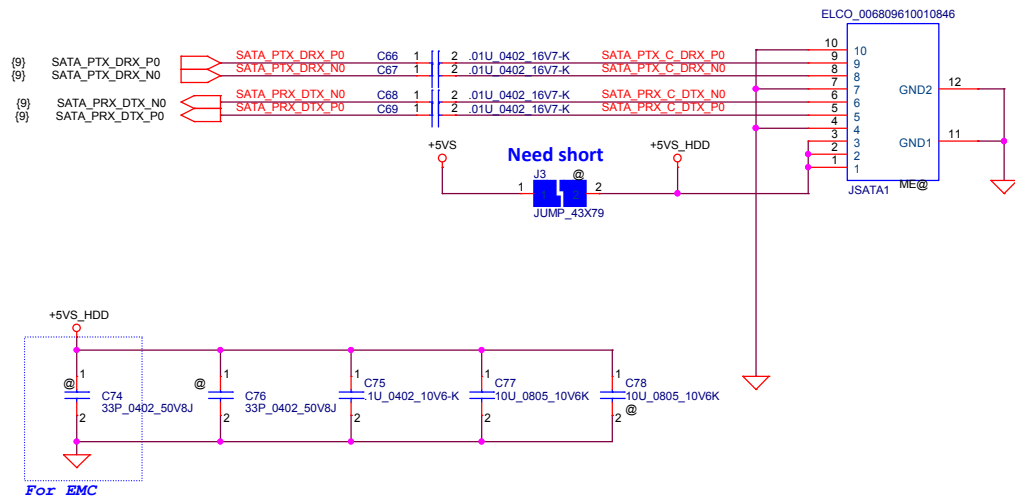 ELCO_006809610010846
{9} SATA_PTX_DRX_P0 SATA_PTX_DRX_P0 C66 1 2 .01U_0402_16V7-K SATA_PTX_C_DRX_P0
{9} SATA_PTX_DRX_N0 SATA_PTX_DRX_N0 C67 1 2 .01U_0402_16V7-K SATA_PTX_C_DRX_N0
{9} SATA_PRX_DTX_N0 SATA_PRX_DTX_N0 C68 1 2 .01U_0402_16V7-K SATA_PRX_C_DTX_N0
{9} SATA_PRX_DTX_P0 SATA_PRX_DTX_P0 C69 1 2 .01U_0402_16V7-K SATA_PRX_C_DTX_P0
10 10
9 9
8 8
7 7
6 6
5 5
4 4
3 3
2 2
1 1
GND2 12
GND1 11
JSATA1 ME@
+5VS Need short +5VS_HDD
J3 @
1 1 2 2
JUMP_43X79
+5VS_HDD
@ 1 C74 33P_0402_50V8J 2
@ 1 C76 33P_0402_50V8J 2
1 C75 .1U_0402_10V6-K 2
1 C77 10U_0805_10V6K 2
1 C78 10U_0805_10V6K @ 2
For EMC